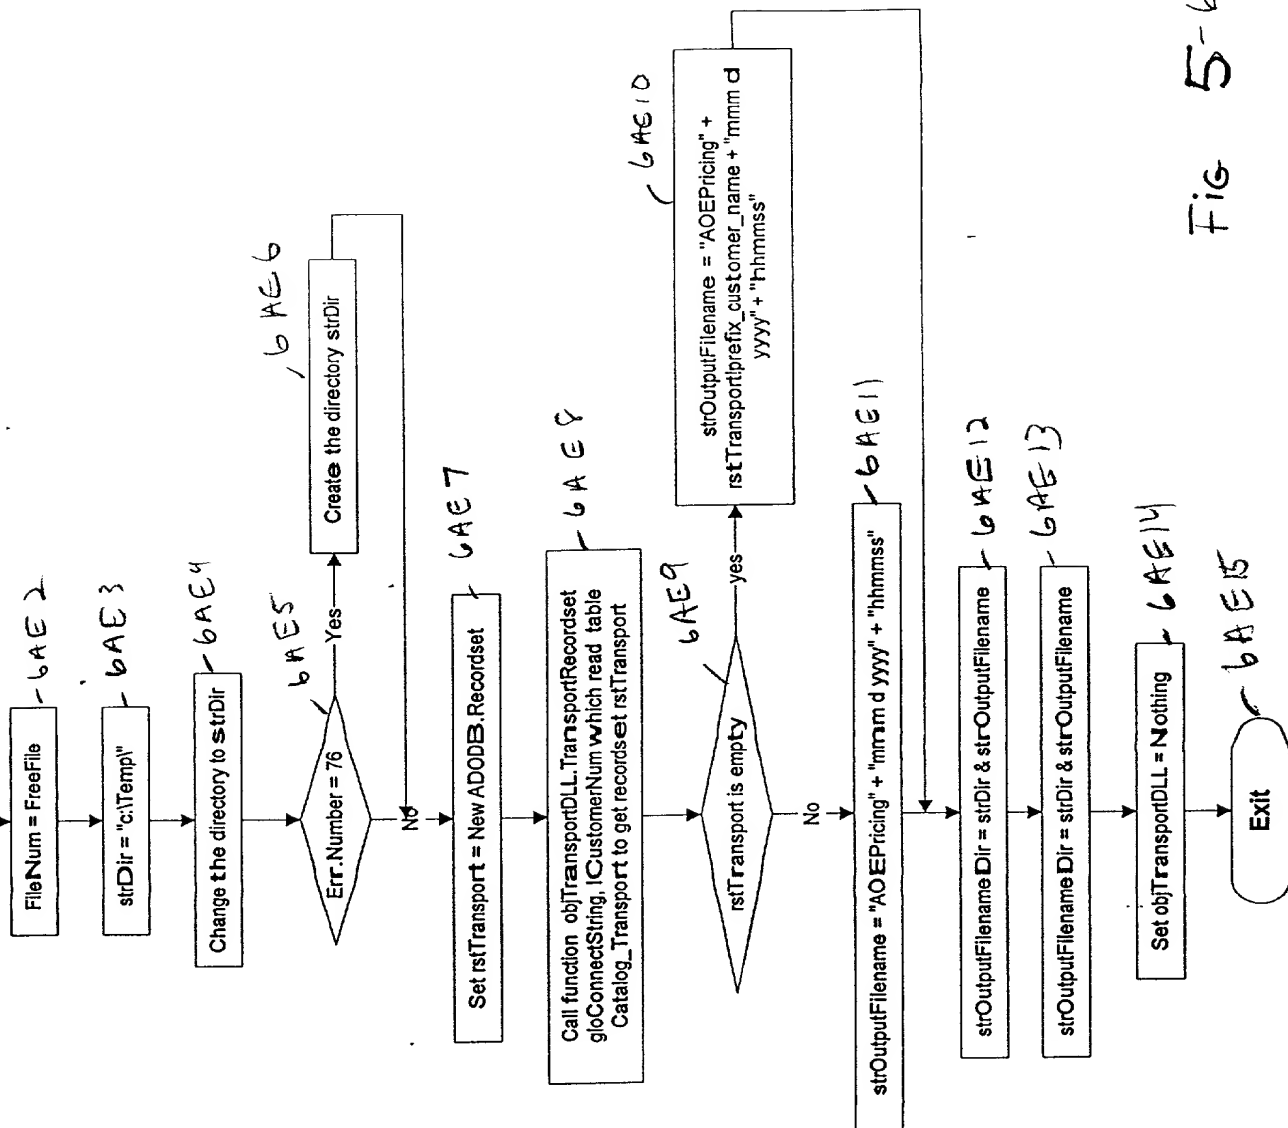 FileNum = FreeFile
6AE2
strDir = "c:\Temp\"
6AE3
Change the directory to strDir
6AE4
Err.Number = 76
6AE5
Yes
Create the directory strDir
6AE6
No
Set rstTransport = New ADODB.Recordset
6AE7
Call function objTransportDLL.TransportRecordset
gloConnectString, lCustomerNum which read table
Catalog_Transport to get recordset rstTransport
6AE8
rstTransport is empty
6AE9
yes
strOutputFilename = "AOEPricing" +
rstTransport!prefix_customer_name + "mmm d
yyyy" + "hhmmss"
6AE10
No
strOutputFilename = "AOEPricing" + "mmm d yyyy" + "hhmmss"
6AE11
strOutputFilenameDir = strDir & strOutputFilename
6AE12
strOutputFilenameDir = strDir & strOutputFilename
6AE13
Set objTransportDLL = Nothing
6AE14
Exit
6AE15
Fig 5-6